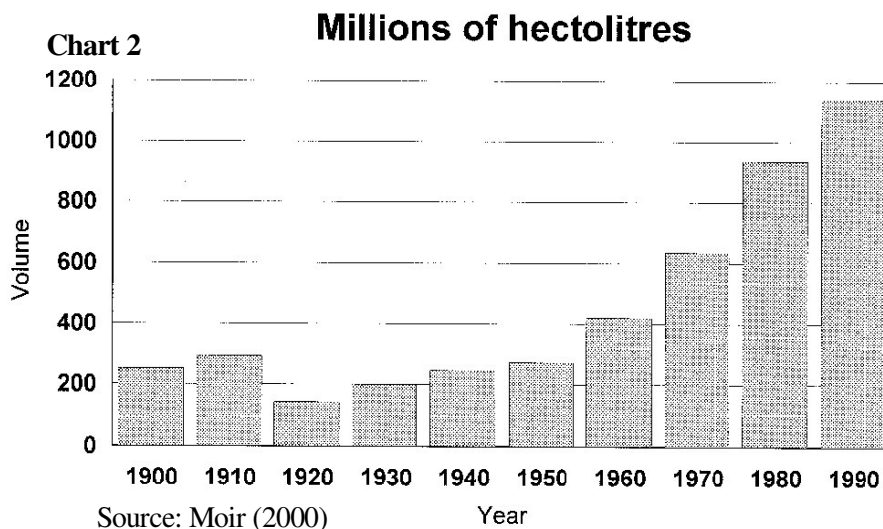 Millions of hectolitres
Chart 2
1200
1000
800
600
400
200
0
Volume
1900 1910 1920 1930 1940 1950 1960 1970 1980 1990
Source: Moir (2000)
Year